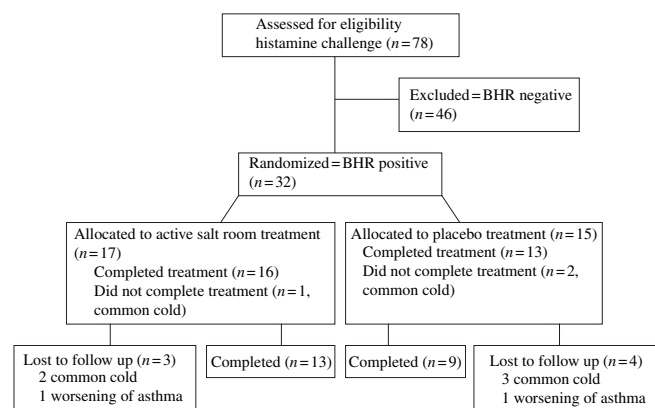 Assessed for eligibility
histamine challenge (n=78)
Excluded=BHR negative
(n=46)
Randomized=BHR positive
(n=32)
Allocated to active salt room treatment
(n=17)
Completed treatment (n=16)
Did not complete treatment (n=1,
common cold)
Allocated to placebo treatment (n=15)
Completed treatment (n=13)
Did not complete treatment (n=2,
common cold)
Lost to follow up (n=3)
2 common cold
1 worsening of asthma
Completed (n=13)
Completed (n=9)
Lost to follow up (n=4)
3 common cold
1 worsening of asthma